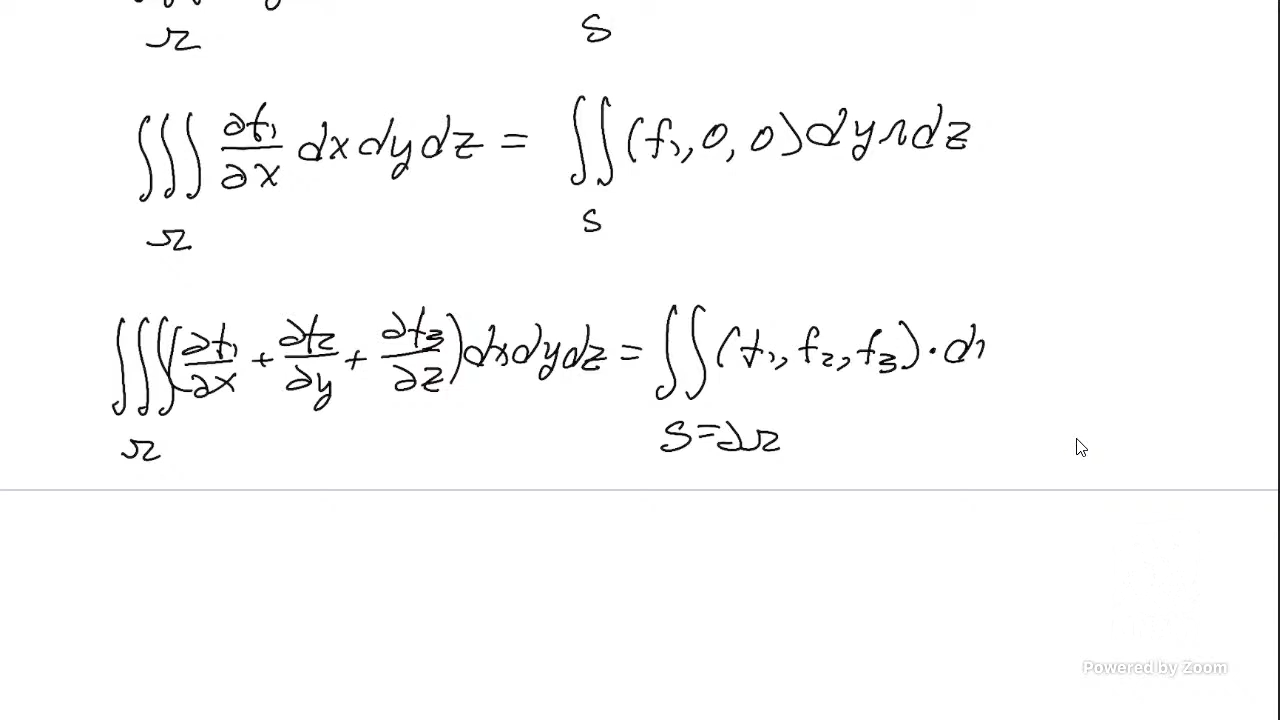 Ω S
∭ ∂f₁/∂x dx dy dz = ∬ (f₁, 0, 0) dy ∧ dz
Ω S
∭ (∂f₁/∂x + ∂f₂/∂y + ∂f₃/∂z) dx dy dz = ∬ (f₁, f₂, f₃) · d
Ω S = ∂Ω
Powered by Zoom